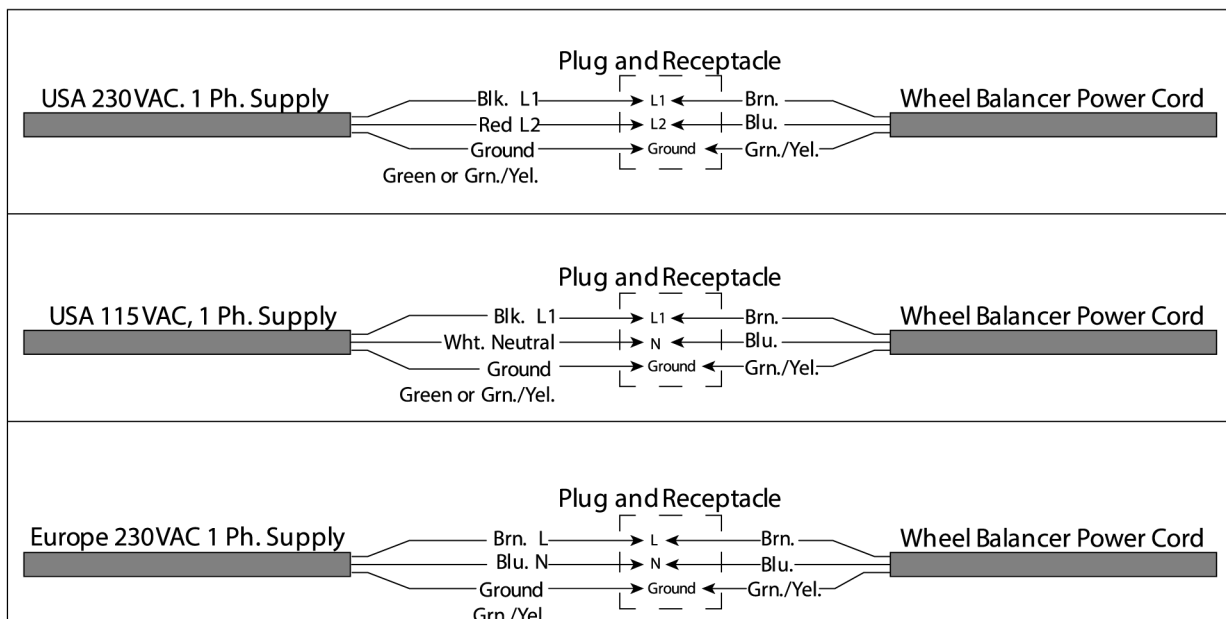 Plug and Receptacle
USA 230VAC. 1 Ph. Supply
Blk. L1
L1
Brn.
Wheel Balancer Power Cord
Red L2
L2
Blu.
Ground
Ground
Grn./Yel.
Green or Grn./Yel.
Plug and Receptacle
USA 115VAC, 1 Ph. Supply
Blk. L1
L1
Brn.
Wheel Balancer Power Cord
Wht. Neutral
N
Blu.
Ground
Ground
Grn./Yel.
Green or Grn./Yel.
Plug and Receptacle
Europe 230VAC 1 Ph. Supply
Brn. L
L
Brn.
Wheel Balancer Power Cord
Blu. N
N
Blu.
Ground
Ground
Grn./Yel.
Grn./Yel.